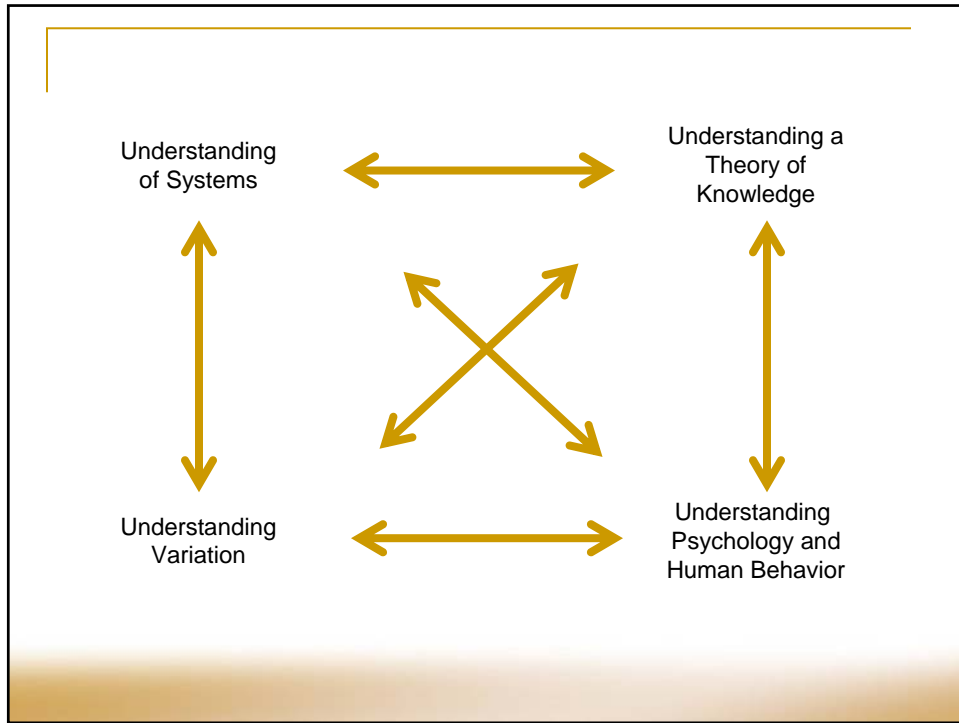 Understanding
of Systems
Understanding a
Theory of
Knowledge
Understanding
Variation
Understanding
Psychology and
Human Behavior